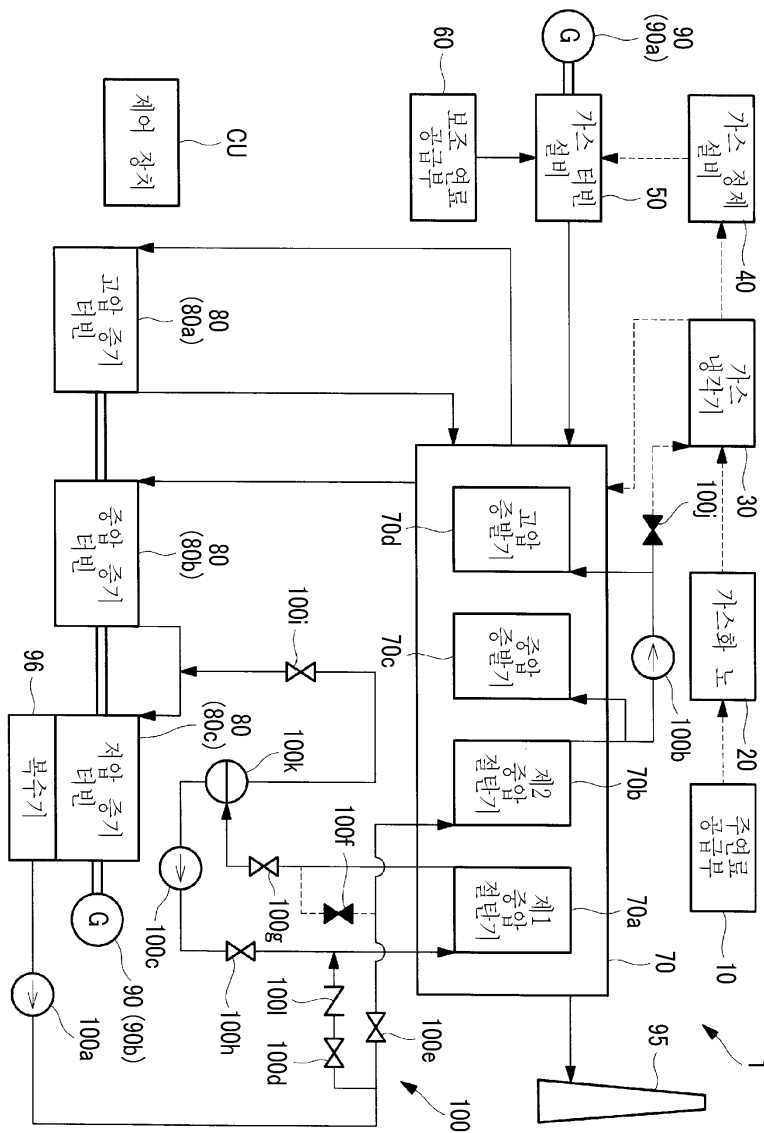 1
10
주연료
공급부
20
가스화 노
30
가스
냉각기
40
가스 정제
설비
50
가스 터빈
설비
60
보조 연료
공급부
90
(90a)
G
100j
100b
70
70a
제1
중압
절탄기
70b
제2
중압
절탄기
70c
중압
증발기
70d
고압
증발기
95
100
100e
100d
100l
100f
100g
100h
100k
100c
100i
100a
CU
제어 장치
80
(80a)
고압 증기
터빈
80
(80b)
중압 증기
터빈
80
(80c)
저압 증기
터빈
96
복수기
G
90 (90b)